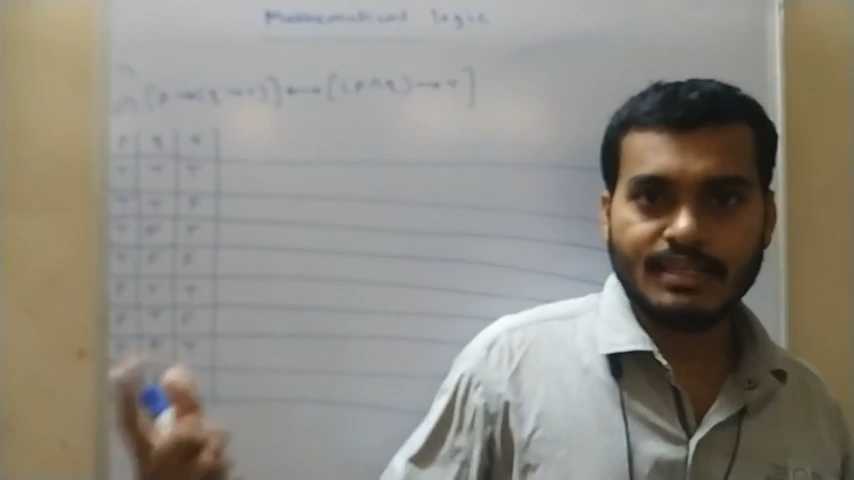 Mathematical logic
[p → (q → r)] ⟷ [(p ∧ q) → r]
p q r
T T T
T T F
T F T
T F F
F T T
F T F
F F T